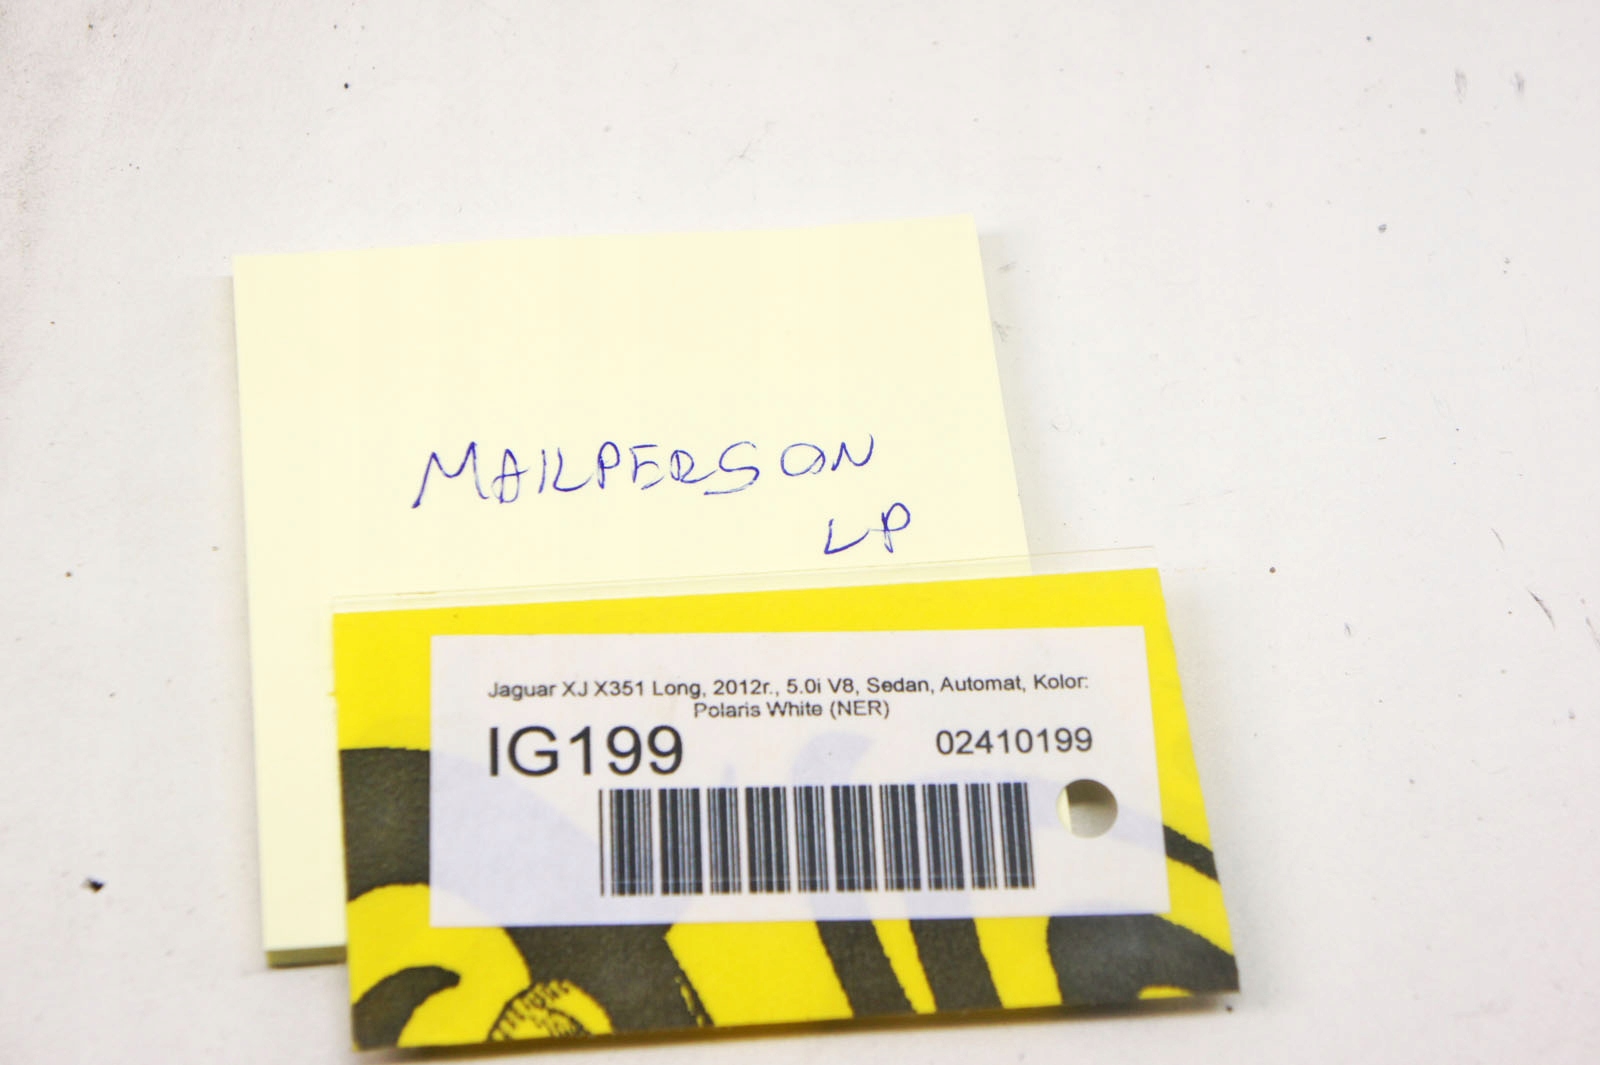 MAILPERSON
LP
Jaguar XJ X351 Long, 2012r., 5.0i V8, Sedan, Automat, Kolor:
Polaris White (NER)
IG199 02410199